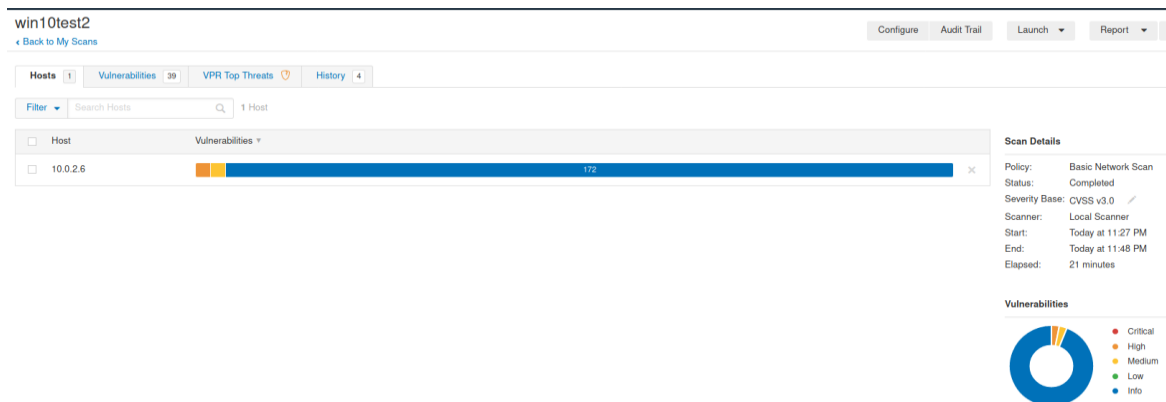 win10test2
Back to My Scans
Configure Audit Trail Launch Report
Hosts 1 Vulnerabilities 39 VPR Top Threats History 4
Filter Search Hosts 1 Host
Host Vulnerabilities
10.0.2.6 172
Scan Details
Policy: Basic Network Scan
Status: Completed
Severity Base: CVSS v3.0
Scanner: Local Scanner
Start: Today at 11:27 PM
End: Today at 11:48 PM
Elapsed: 21 minutes
Vulnerabilities
Critical
High
Medium
Low
Info